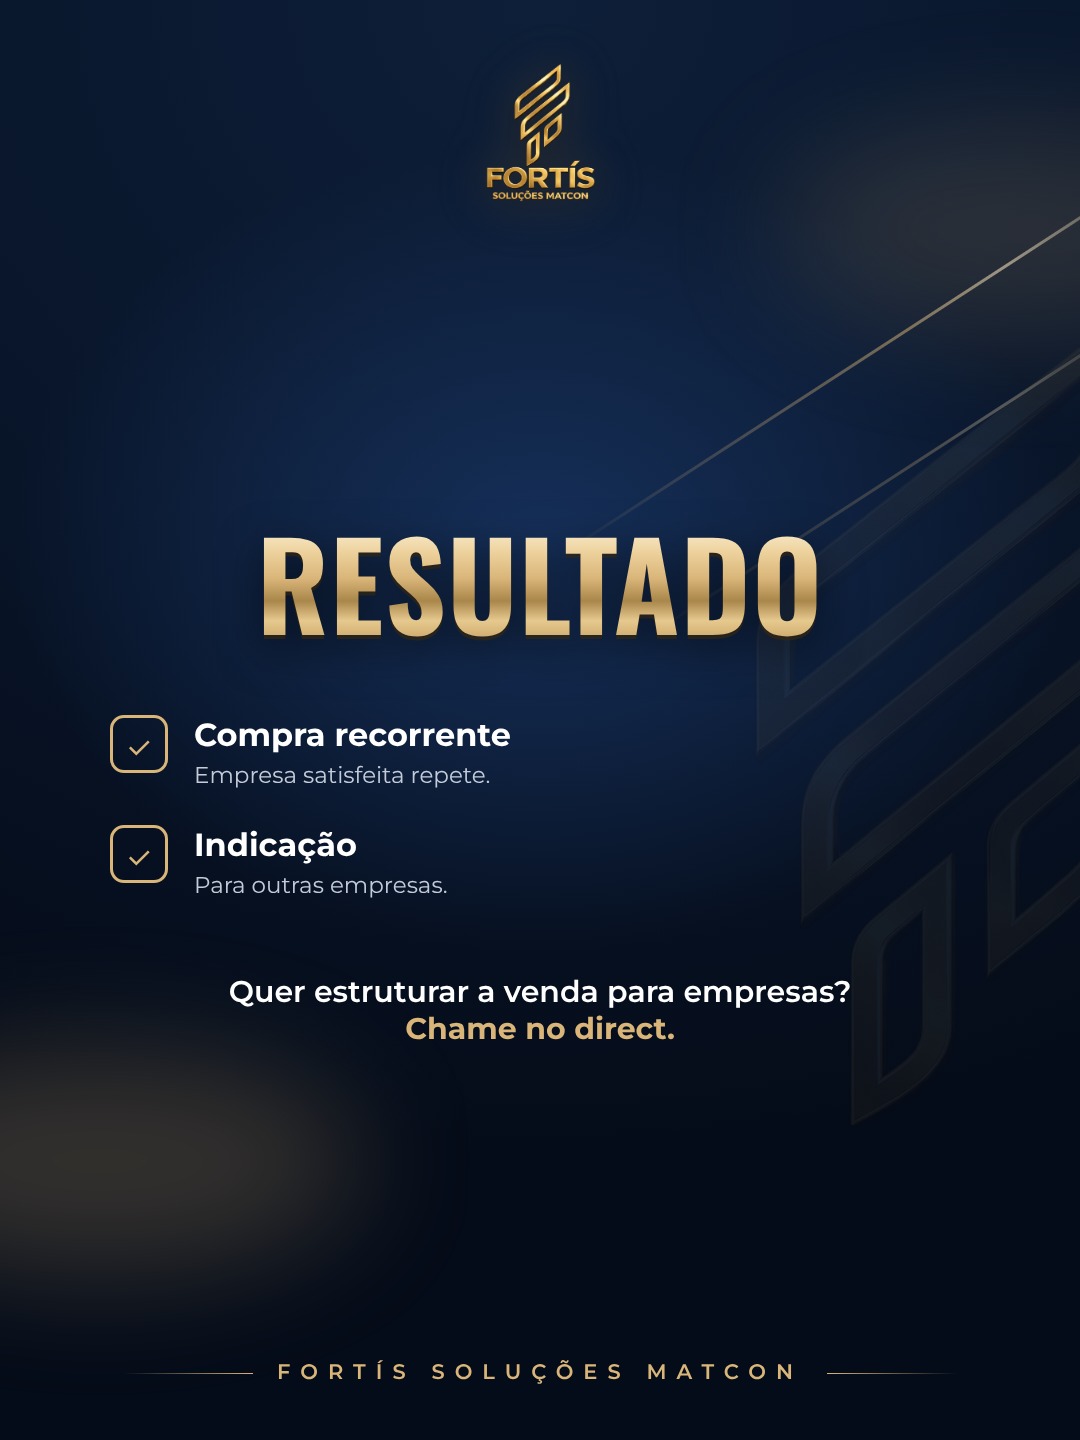 FORTÍS
SOLUÇÕES MATCON
RESULTADO
Compra recorrente
Empresa satisfeita repete.
Indicação
Para outras empresas.
Quer estruturar a venda para empresas?
Chame no direct.
FORTÍS SOLUÇÕES MATCON